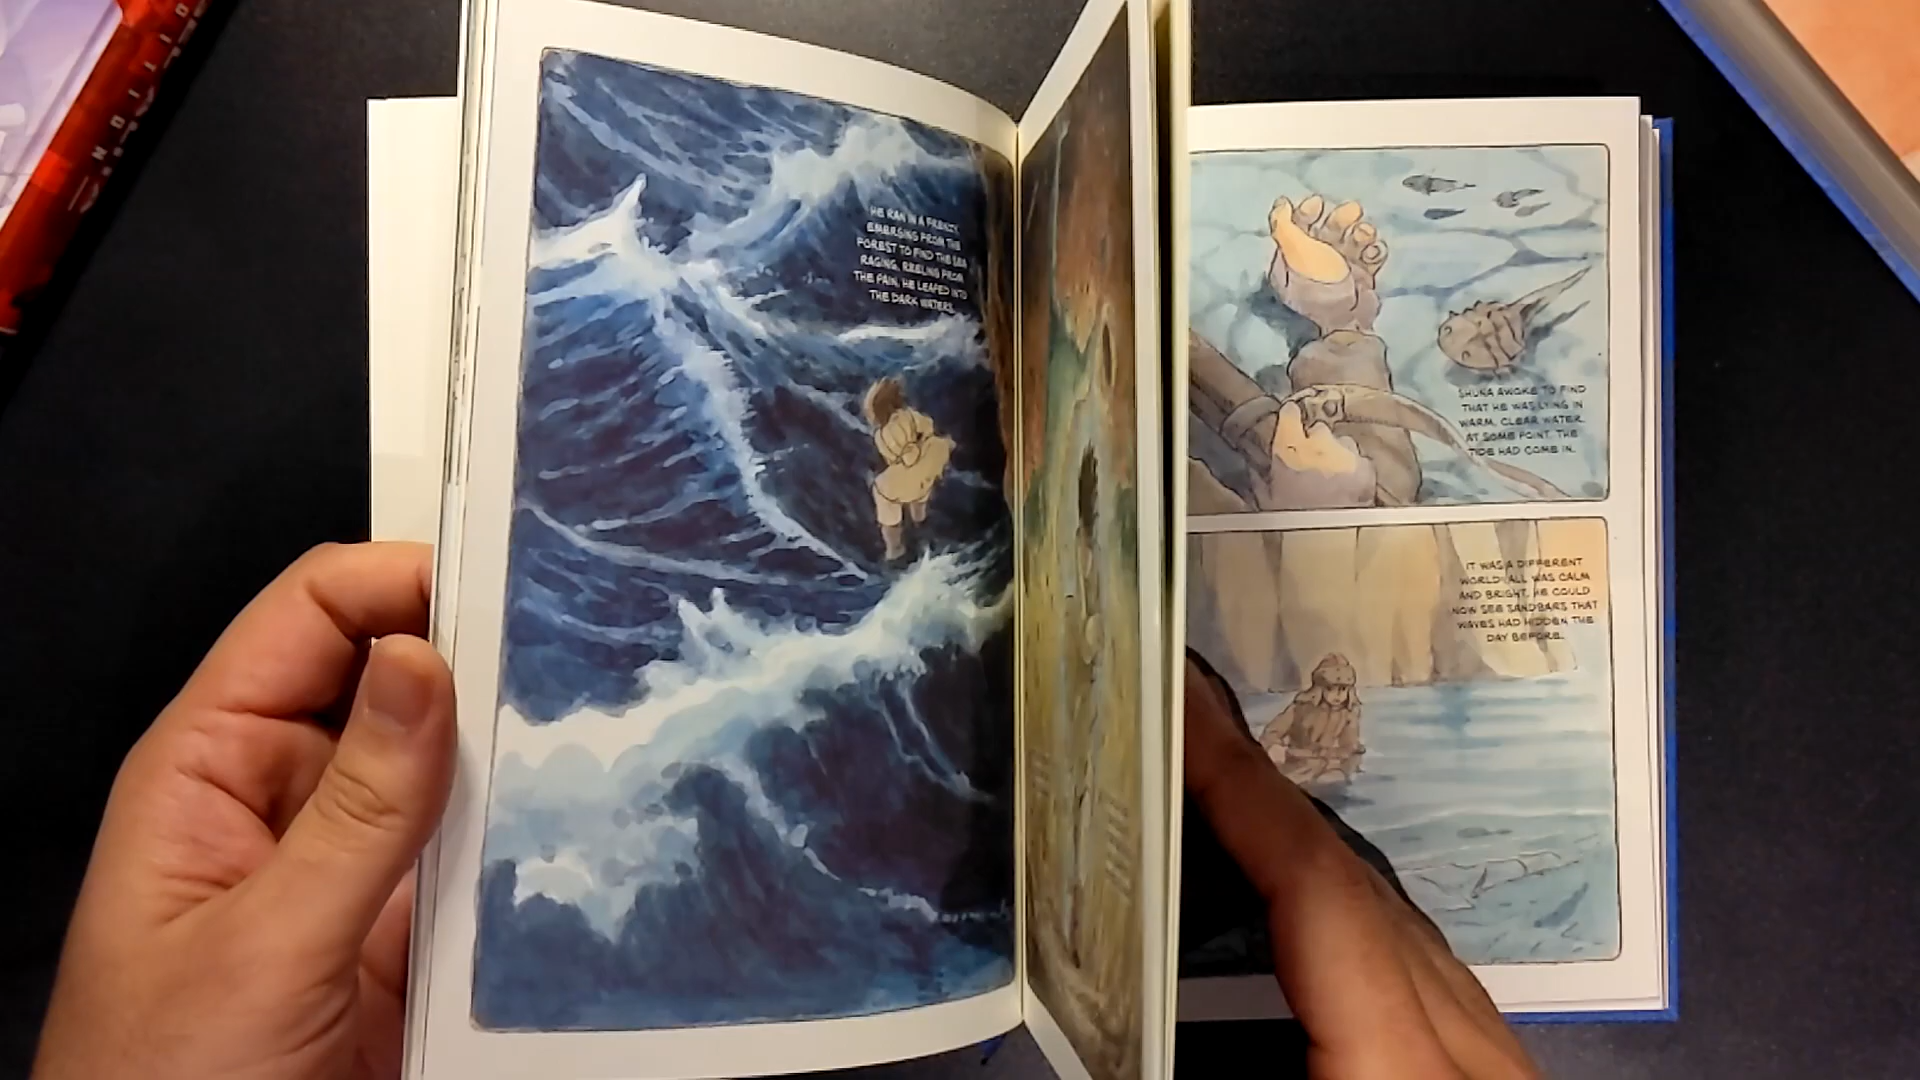 HE RAN IN A FRENZY,
EMERGING FROM THE
FOREST TO FIND THE SEA
RAGING. REELING FROM
THE PAIN, HE LEAPED INTO
THE DARK WATERS.
SHUNA AWOKE TO FIND
THAT HE WAS LYING IN
WARM, CLEAR WATER.
AT SOME POINT, THE
TIDE HAD COME IN.
IT WAS A DIFFERENT
WORLD. ALL WAS CALM
AND BRIGHT. HE COULD
NOW SEE SANDBARS THAT
WAVES HAD HIDDEN THE
DAY BEFORE.